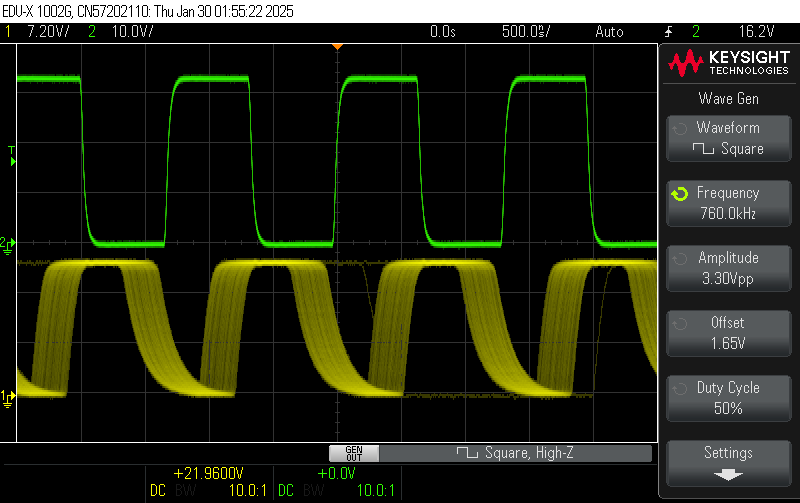 EDU-X 1002G, CN57202110: Thu Jan 30 01:55:22 2025
1 7.20V/ 2 10.0V/ 0.0s 500.0ns/ Auto 2 16.2V
KEYSIGHT
TECHNOLOGIES
Wave Gen
Waveform
Square
Frequency
760.0kHz
Amplitude
3.30Vpp
Offset
1.65V
Duty Cycle
50%
Settings
T
2
1
GEN
OUT
Square, High-Z
+21.9600V +0.0V
DC BW 10.0:1 DC BW 10.0:1